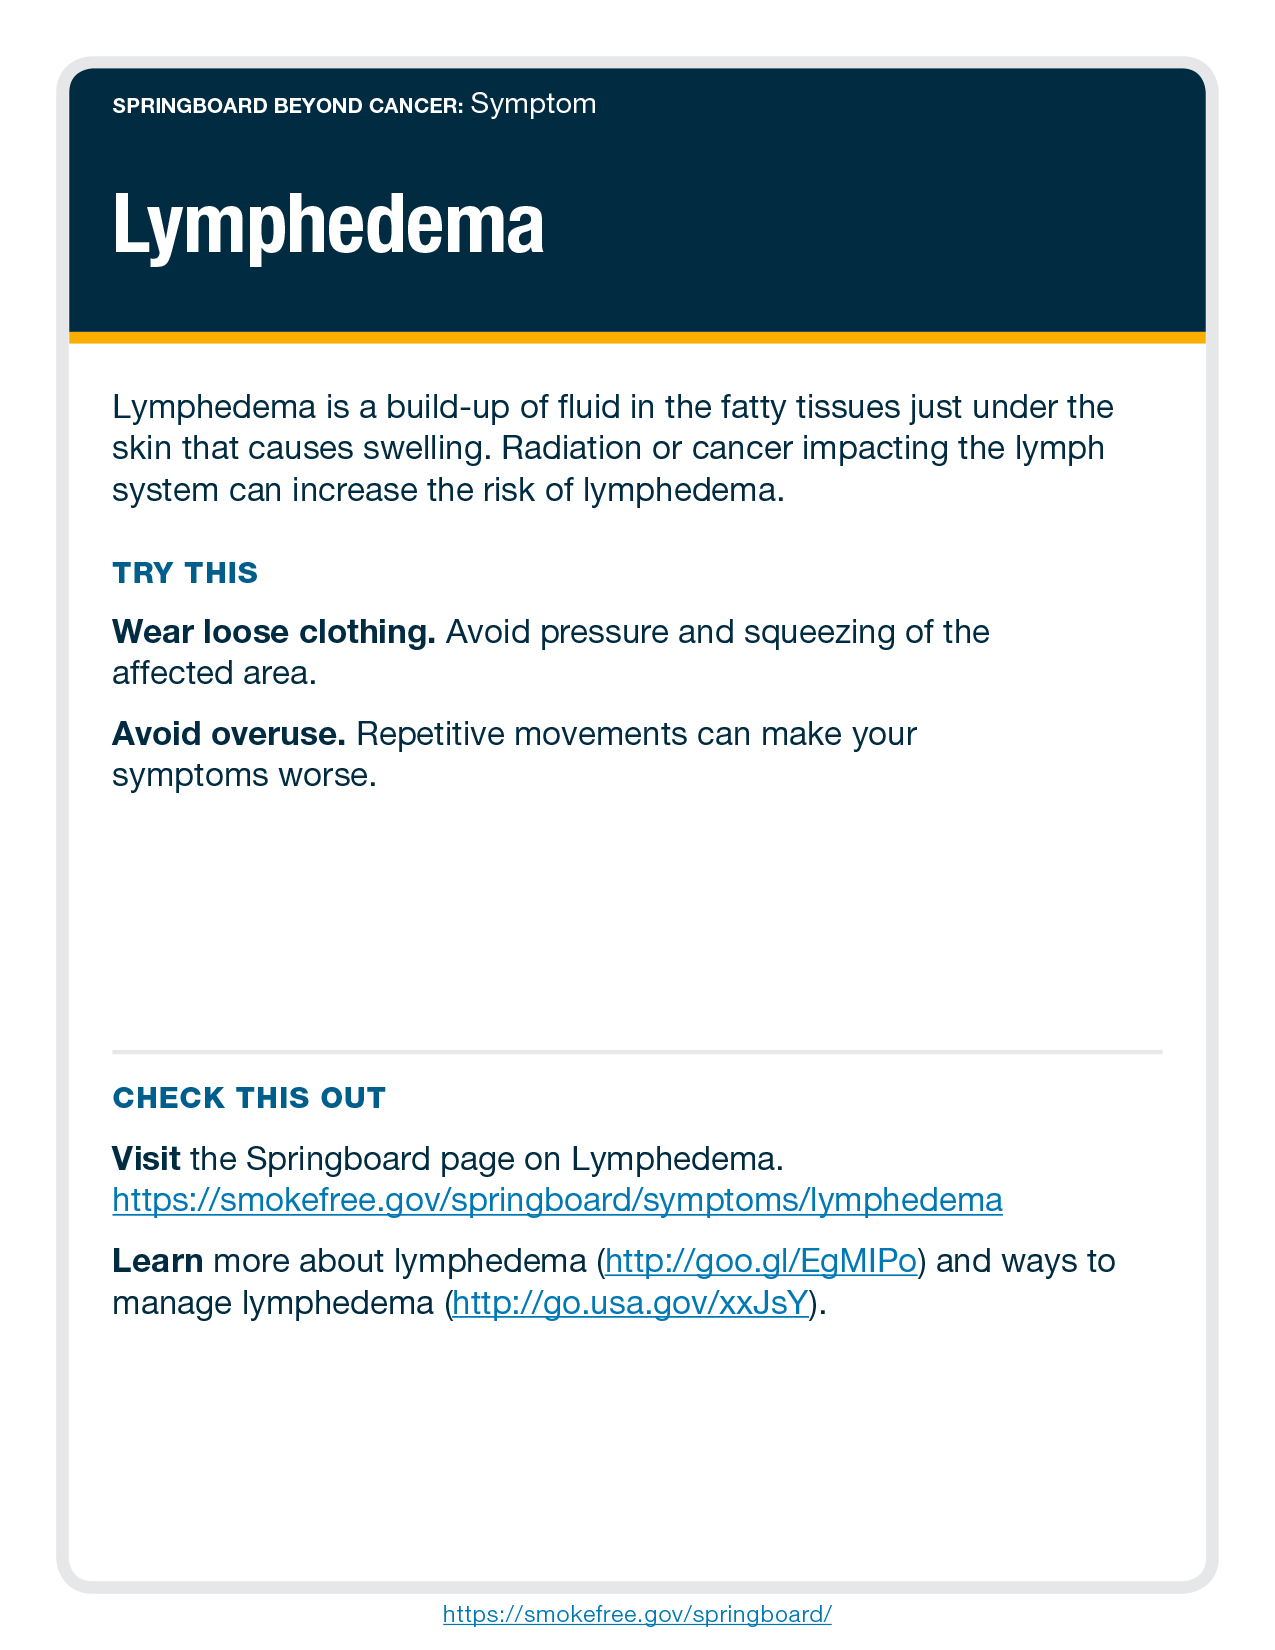 SPRINGBOARD BEYOND CANCER: Symptom
Lymphedema
Lymphedema is a build-up of fluid in the fatty tissues just under the
skin that causes swelling. Radiation or cancer impacting the lymph
system can increase the risk of lymphedema.
TRY THIS
Wear loose clothing. Avoid pressure and squeezing of the
affected area.
Avoid overuse. Repetitive movements can make your
symptoms worse.
CHECK THIS OUT
Visit the Springboard page on Lymphedema.
https://smokefree.gov/springboard/symptoms/lymphedema
Learn more about lymphedema (http://goo.gl/EgMIPo) and ways to
manage lymphedema (http://go.usa.gov/xxJsY).
https://smokefree.gov/springboard/